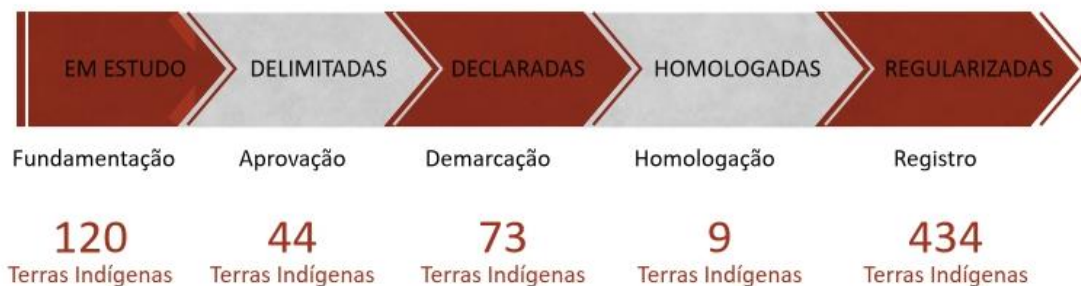 EM ESTUDO DELIMITADAS DECLARADAS HOMOLOGADAS REGULARIZADAS
Fundamentação Aprovação Demarcação Homologação Registro
120 44 73 9 434
Terras Indígenas Terras Indígenas Terras Indígenas Terras Indígenas Terras Indígenas